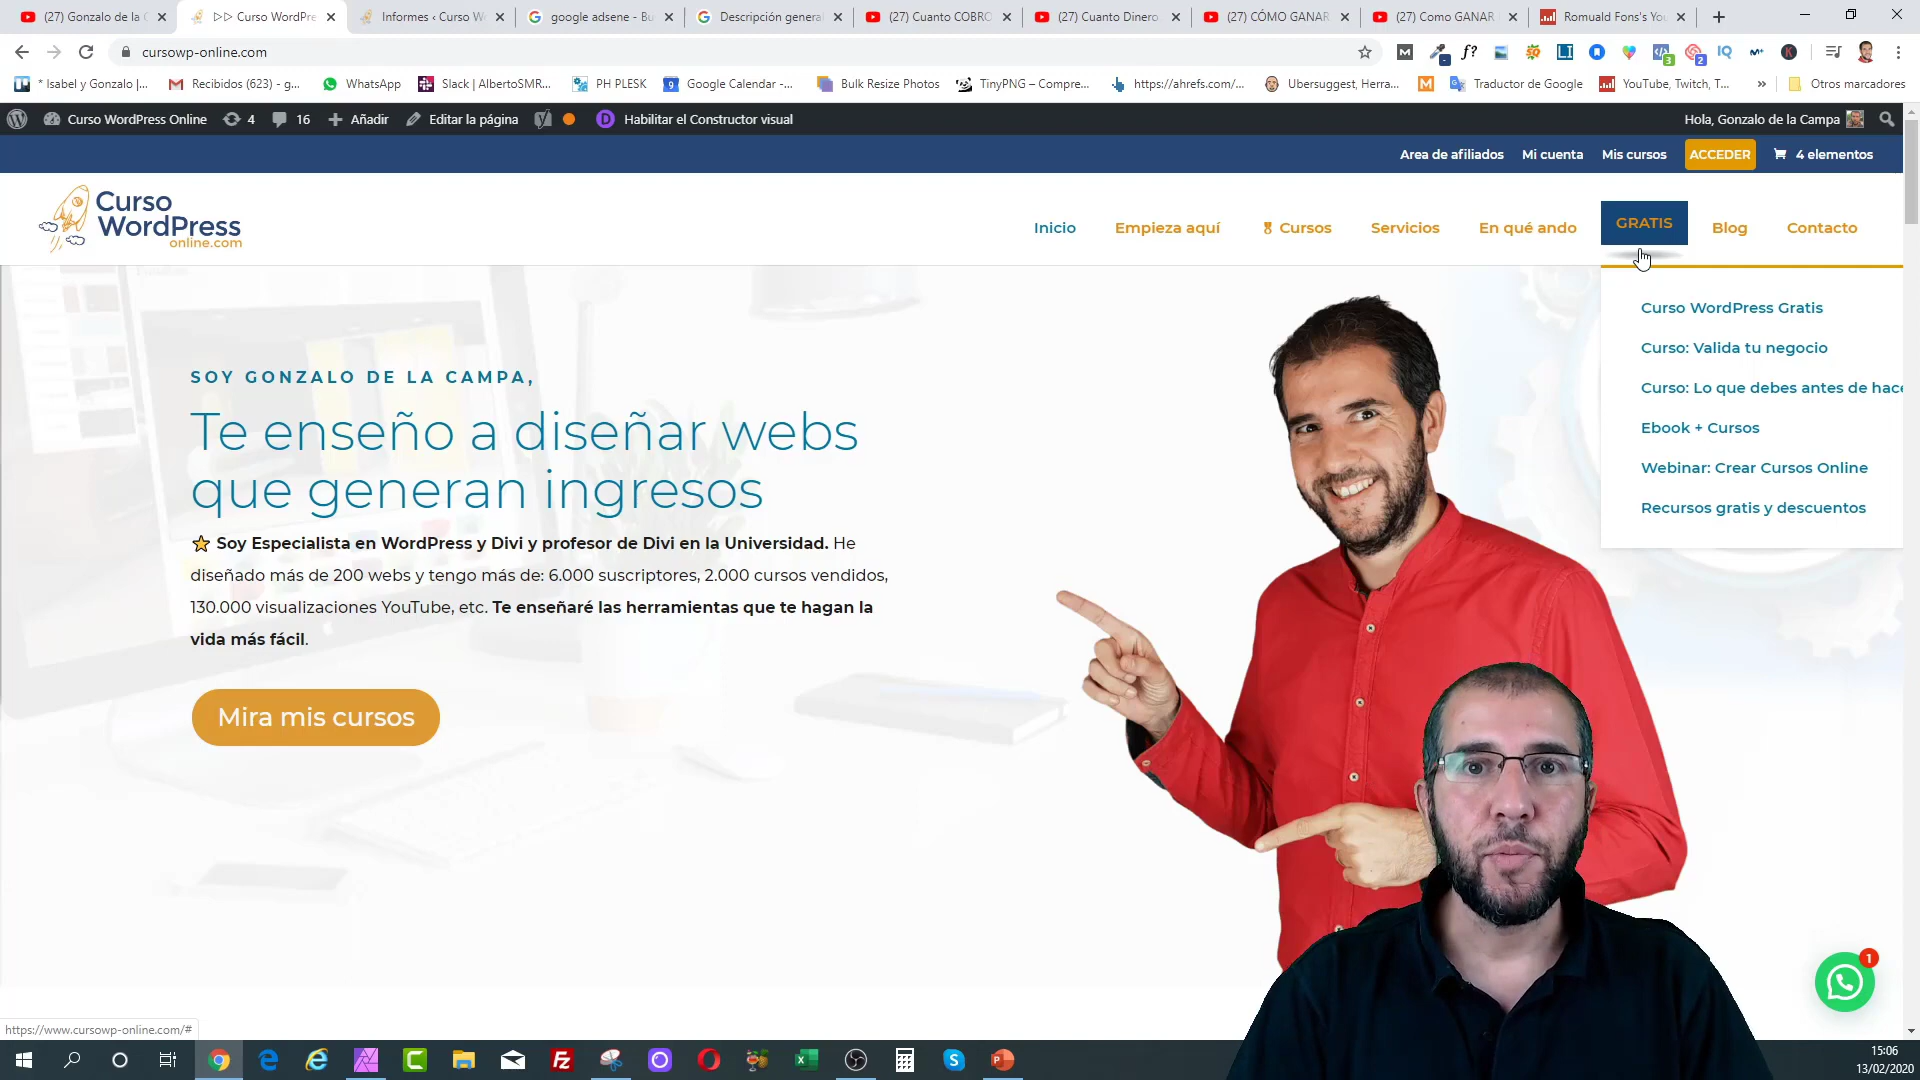 (27) Gonzalo de la C
▷▷ Curso WordPre
Informes ‹ Curso W
google adsene - Bu
Descripción general
(27) Cuanto COBRO
(27) Cuanto Dinero
(27) CÓMO GANAR
(27) Como GANAR
Romuald Fons's You
cursowp-online.com
* Isabel y Gonzalo |...
Recibidos (623) - g...
WhatsApp
Slack | AlbertoSMR...
PH PLESK
Google Calendar -...
Bulk Resize Photos
TinyPNG – Compre...
https://ahrefs.com/...
Ubersuggest, Herra...
Traductor de Google
YouTube, Twitch, T...
»
Otros marcadores
Curso WordPress Online
4
16
Añadir
Editar la página
Habilitar el Constructor visual
Hola, Gonzalo de la Campa
Area de afiliados
Mi cuenta
Mis cursos
ACCEDER
4 elementos
Curso
WordPress
online.com
Inicio
Empieza aquí
Cursos
Servicios
En qué ando
GRATIS
Blog
Contacto
Curso WordPress Gratis
Curso: Valida tu negocio
Curso: Lo que debes antes de hace
Ebook + Cursos
Webinar: Crear Cursos Online
Recursos gratis y descuentos
SOY GONZALO DE LA CAMPA,
Te enseño a diseñar webs
que generan ingresos
Soy Especialista en WordPress y Divi y profesor de Divi en la Universidad. He
diseñado más de 200 webs y tengo más de: 6.000 suscriptores, 2.000 cursos vendidos,
130.000 visualizaciones YouTube, etc. Te enseñaré las herramientas que te hagan la
vida más fácil.
Mira mis cursos
1
https://www.cursowp-online.com/#
15:06
13/02/2020